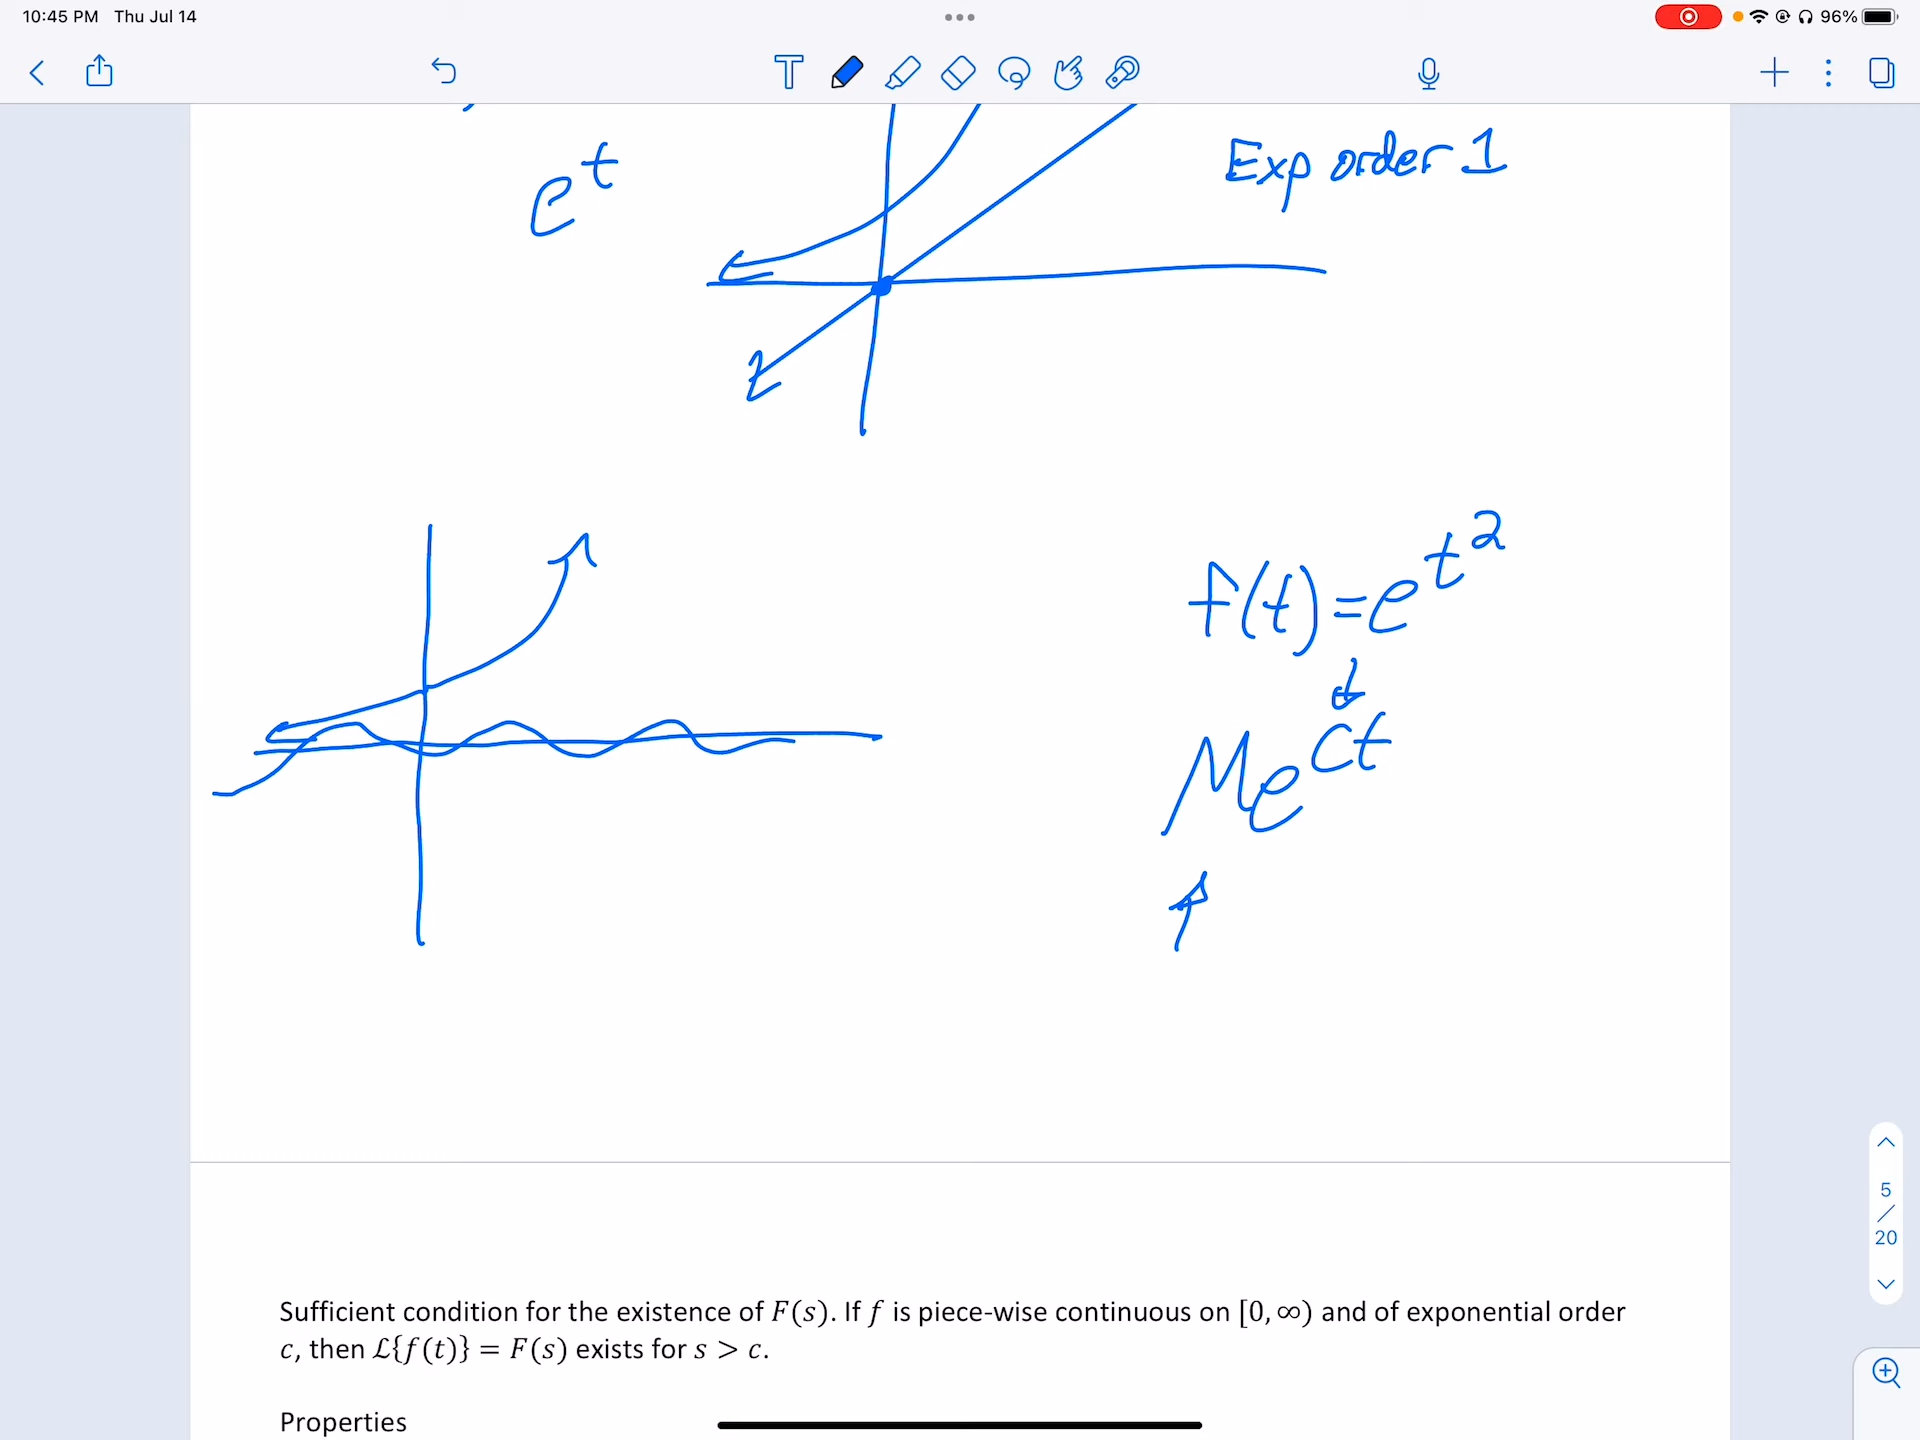 10:45 PM Thu Jul 14
96%
e^t
Exp order 1
f(t)=e^{t^2}
Me^{ct}
5
/
20
Sufficient condition for the existence of F(s). If f is piece-wise continuous on [0, ∞) and of exponential order
c, then ℒ{f(t)} = F(s) exists for s > c.
Properties